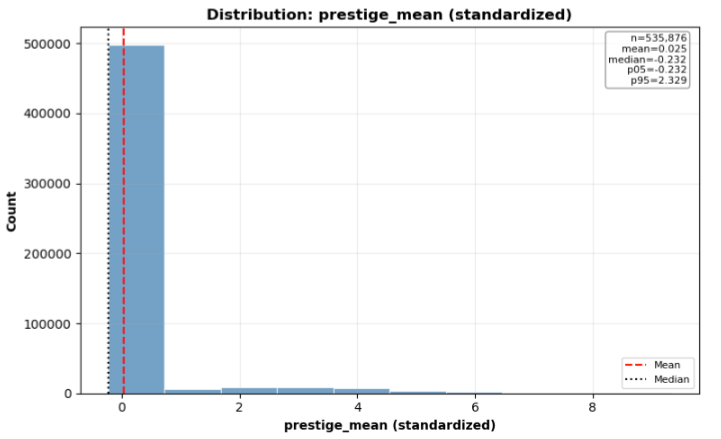 Distribution: prestige_mean (standardized)
n=535,876
mean=0.025
median=-0.232
p05=-0.232
p95=2.329
500000
400000
300000
200000
100000
0
Count
Mean
Median
0
2
4
6
8
prestige_mean (standardized)